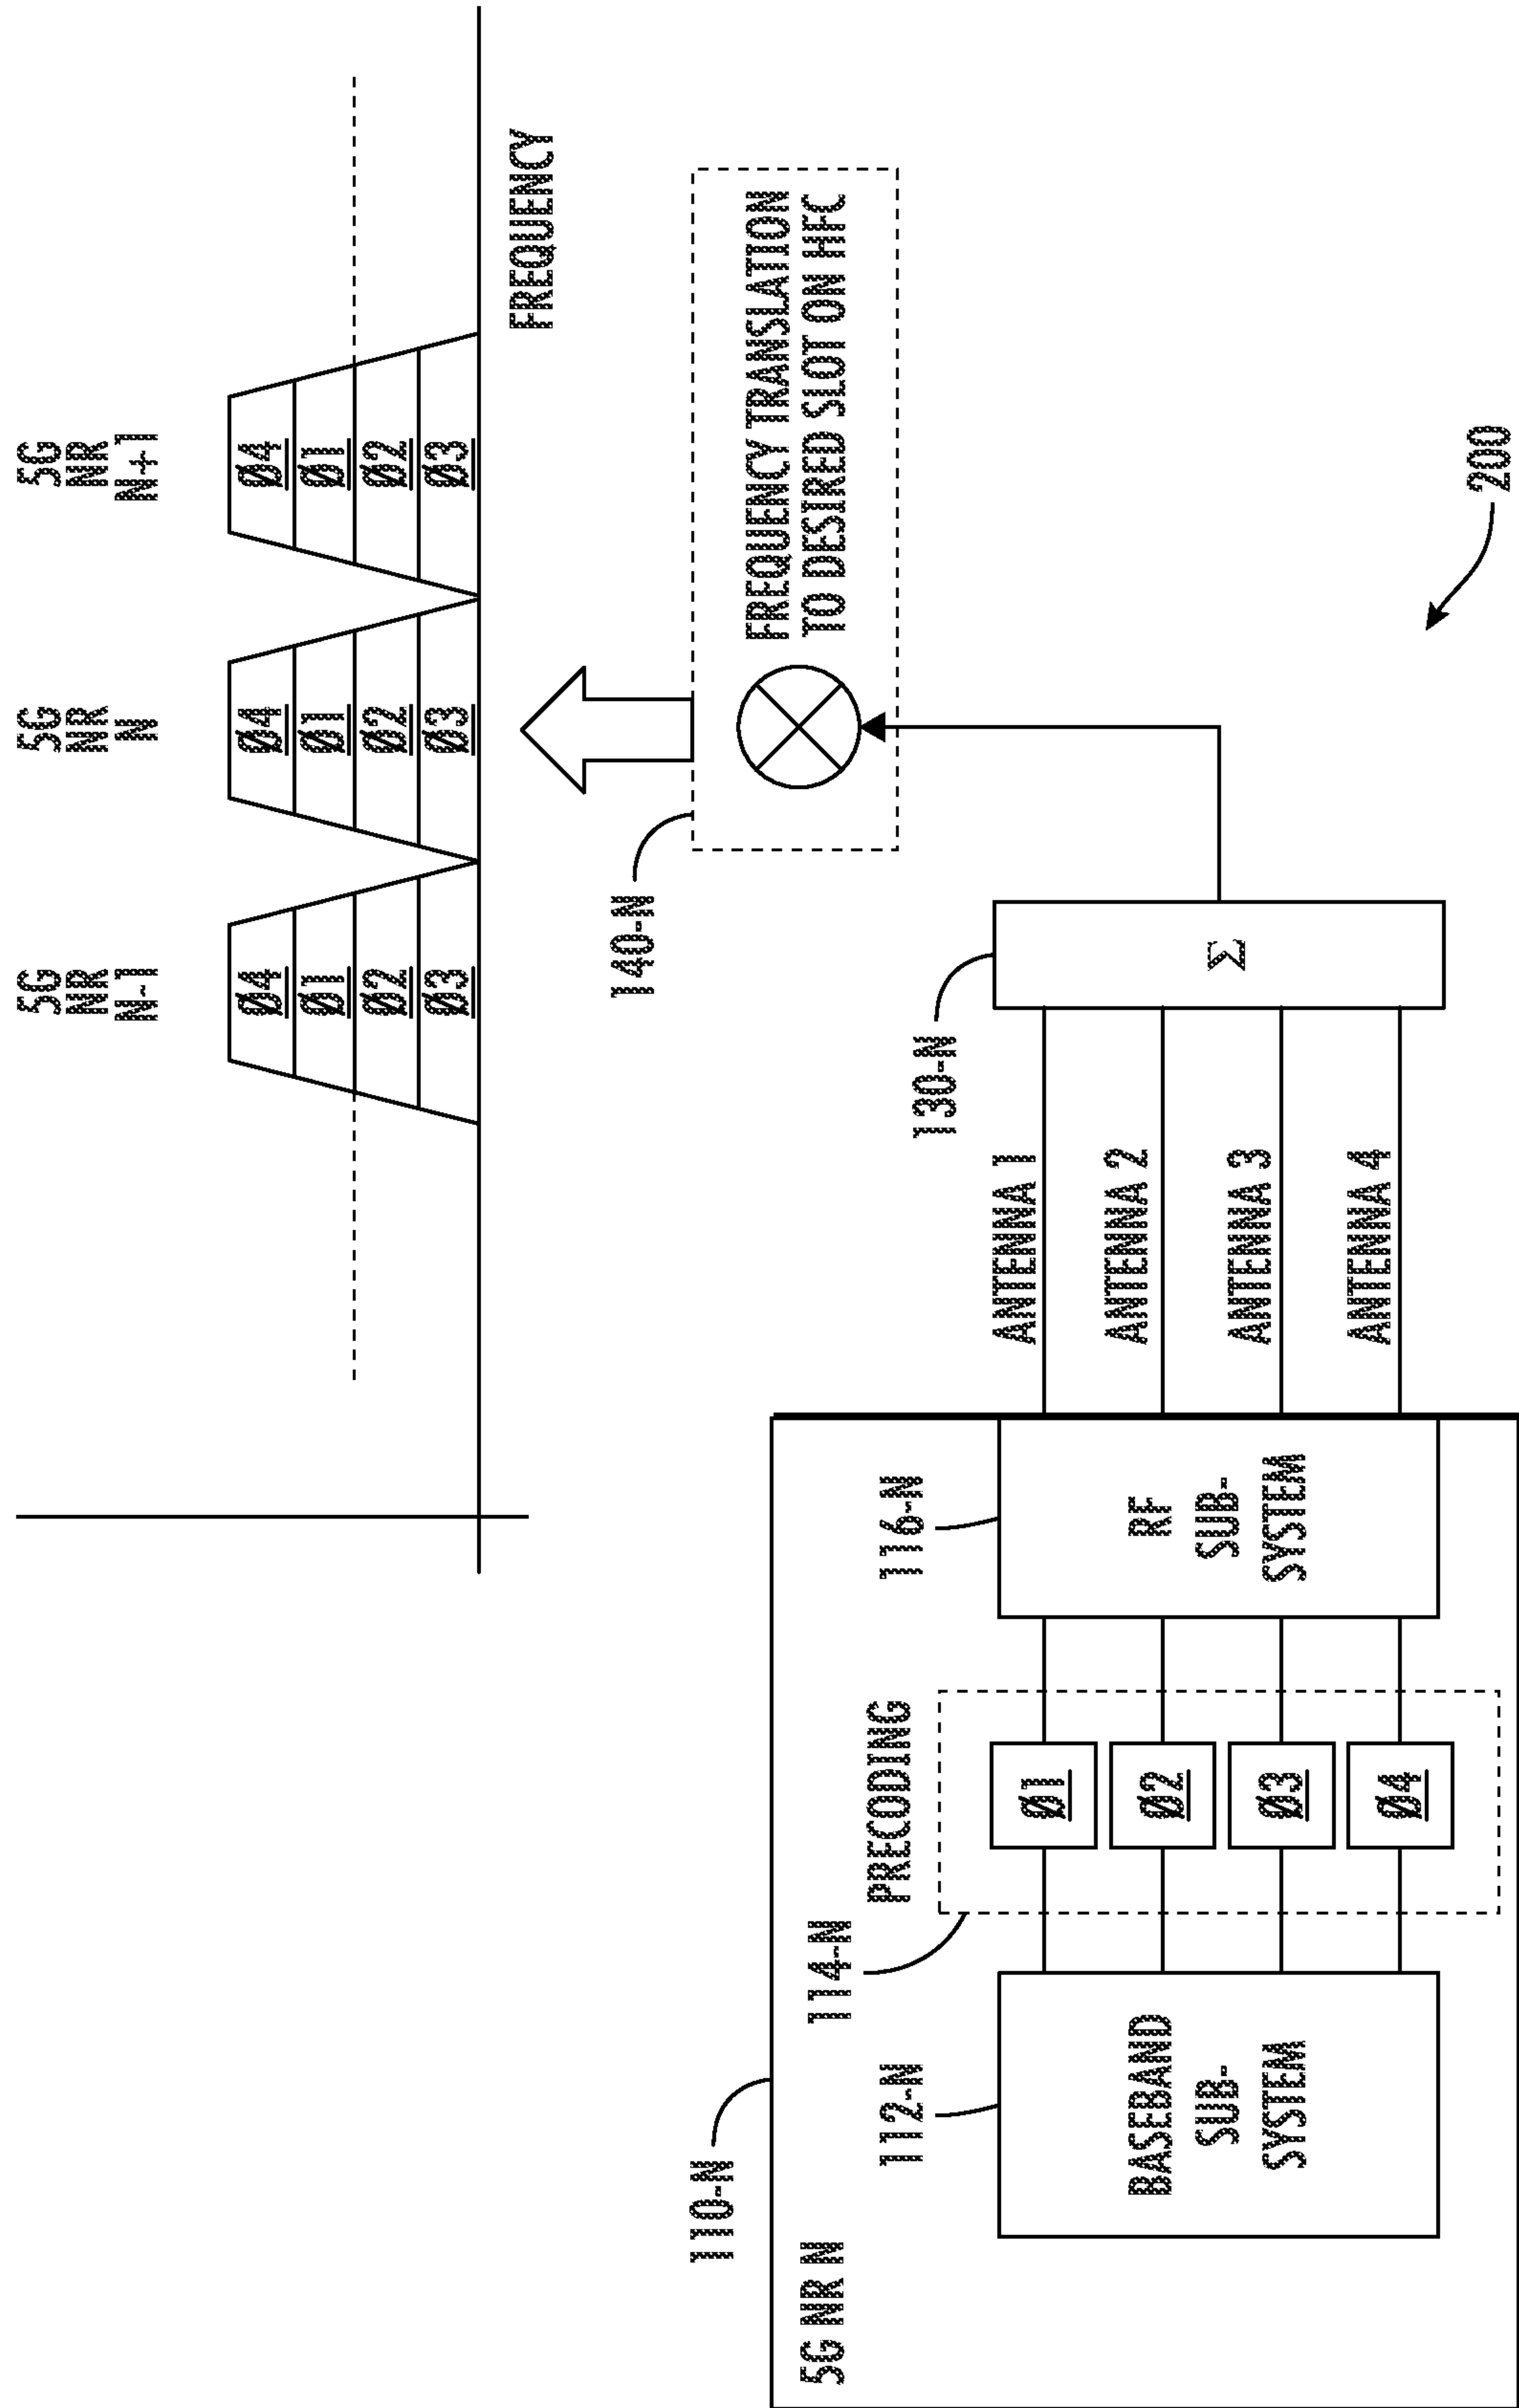 5G
NR
N-1
5G
NR
N
5G
NR
N+1
Ø4
Ø1
Ø2
Ø3
Ø4
Ø1
Ø2
Ø3
Ø4
Ø1
Ø2
Ø3
FREQUENCY
140-N
FREQUENCY TRANSLATION
TO DESIRED SLOT ON HFC
110-N
5G NR N
114-N
PRECODING
112-N
116-N
130-N
BASEBAND
SUB-
SYSTEM
Ø1
Ø2
Ø3
Ø4
RF
SUB-
SYSTEM
ANTENNA 1
ANTENNA 2
ANTENNA 3
ANTENNA 4
Σ
200